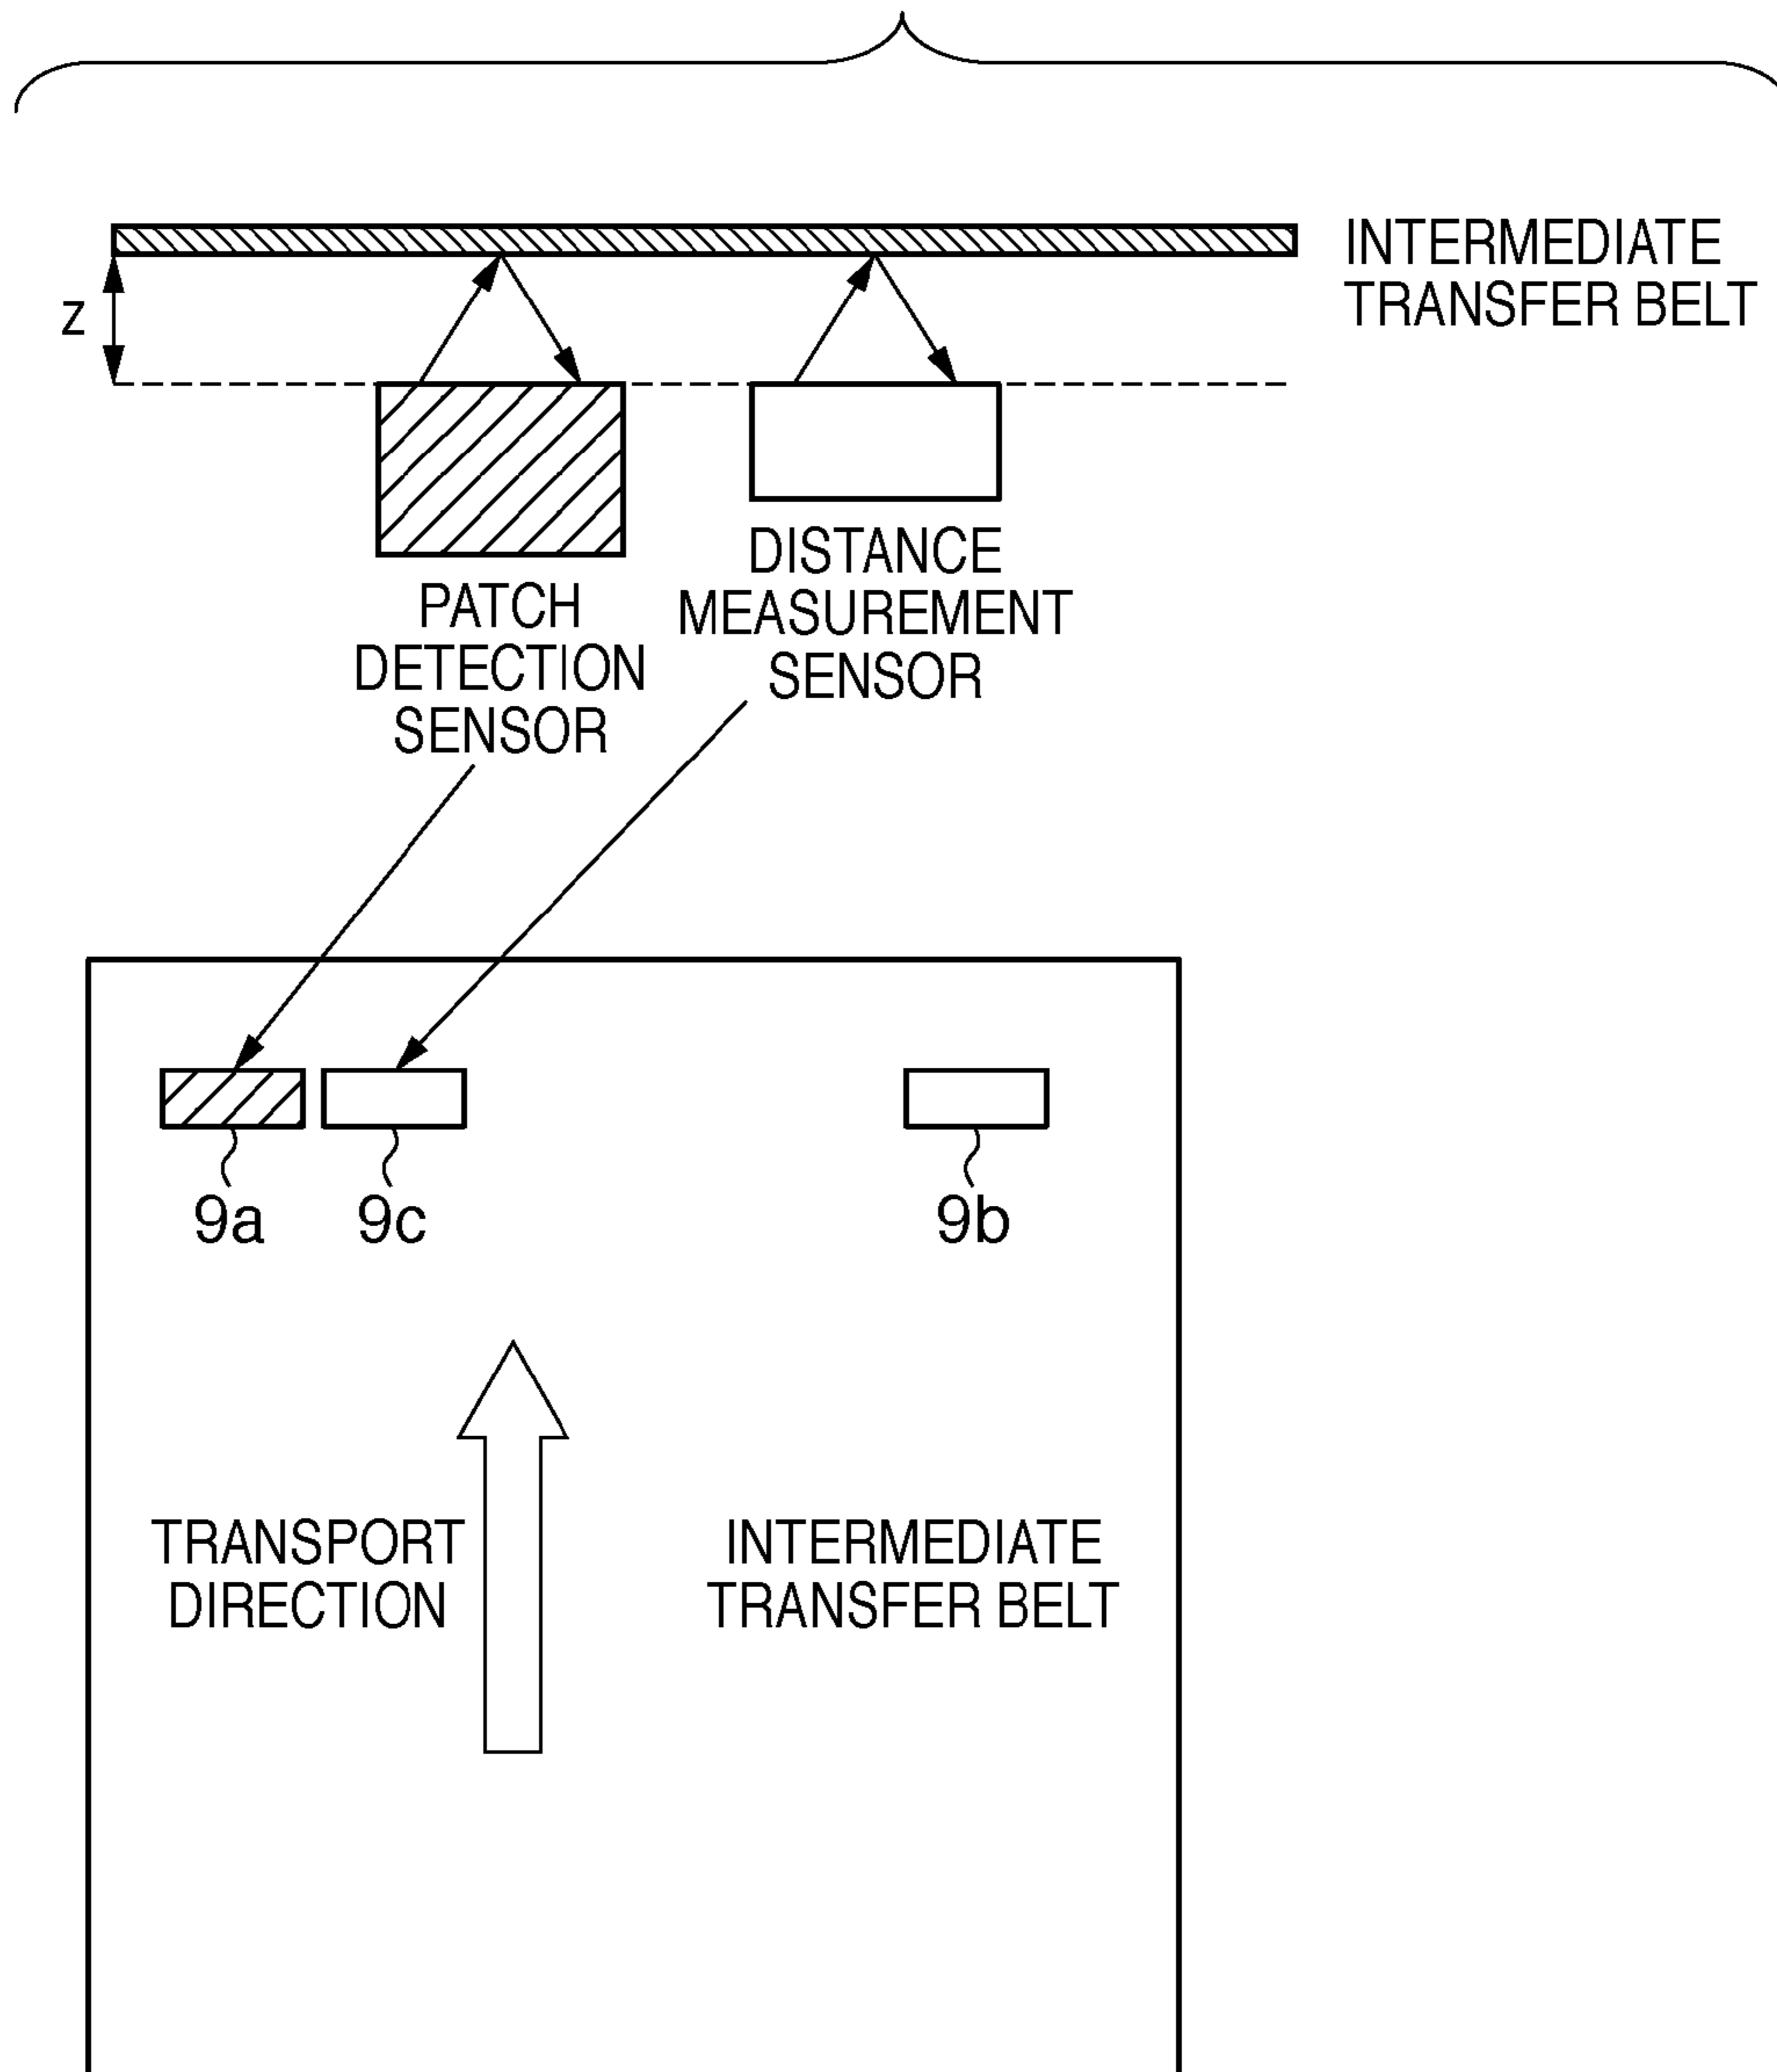 INTERMEDIATE
TRANSFER BELT
z
DISTANCE
MEASUREMENT
SENSOR
PATCH
DETECTION
SENSOR
9a
9c
9b
TRANSPORT
DIRECTION
INTERMEDIATE
TRANSFER BELT